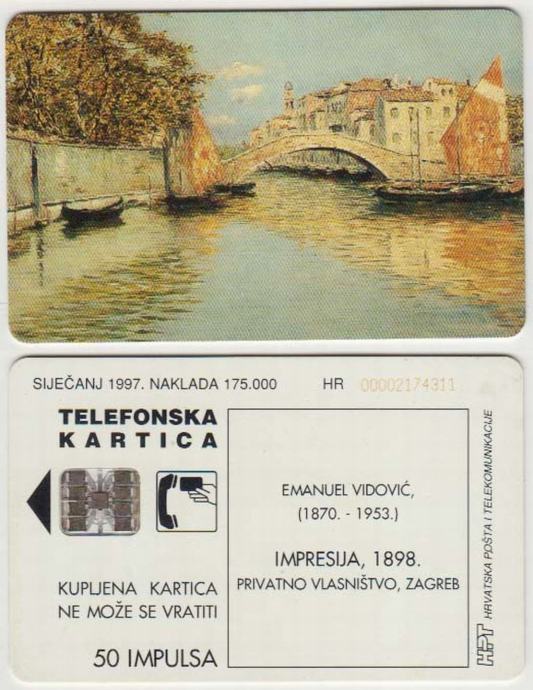 SIJEČANJ 1997. NAKLADA 175.000 HR 00002174311
TELEFONSKA
KARTICA
KUPLJENA KARTICA
NE MOŽE SE VRATITI
50 IMPULSA
EMANUEL VIDOVIĆ,
(1870. - 1953.)
IMPRESIJA, 1898.
PRIVATNO VLASNIŠTVO, ZAGREB
HPT HRVATSKA POŠTA I TELEKOMUNIKACIJE